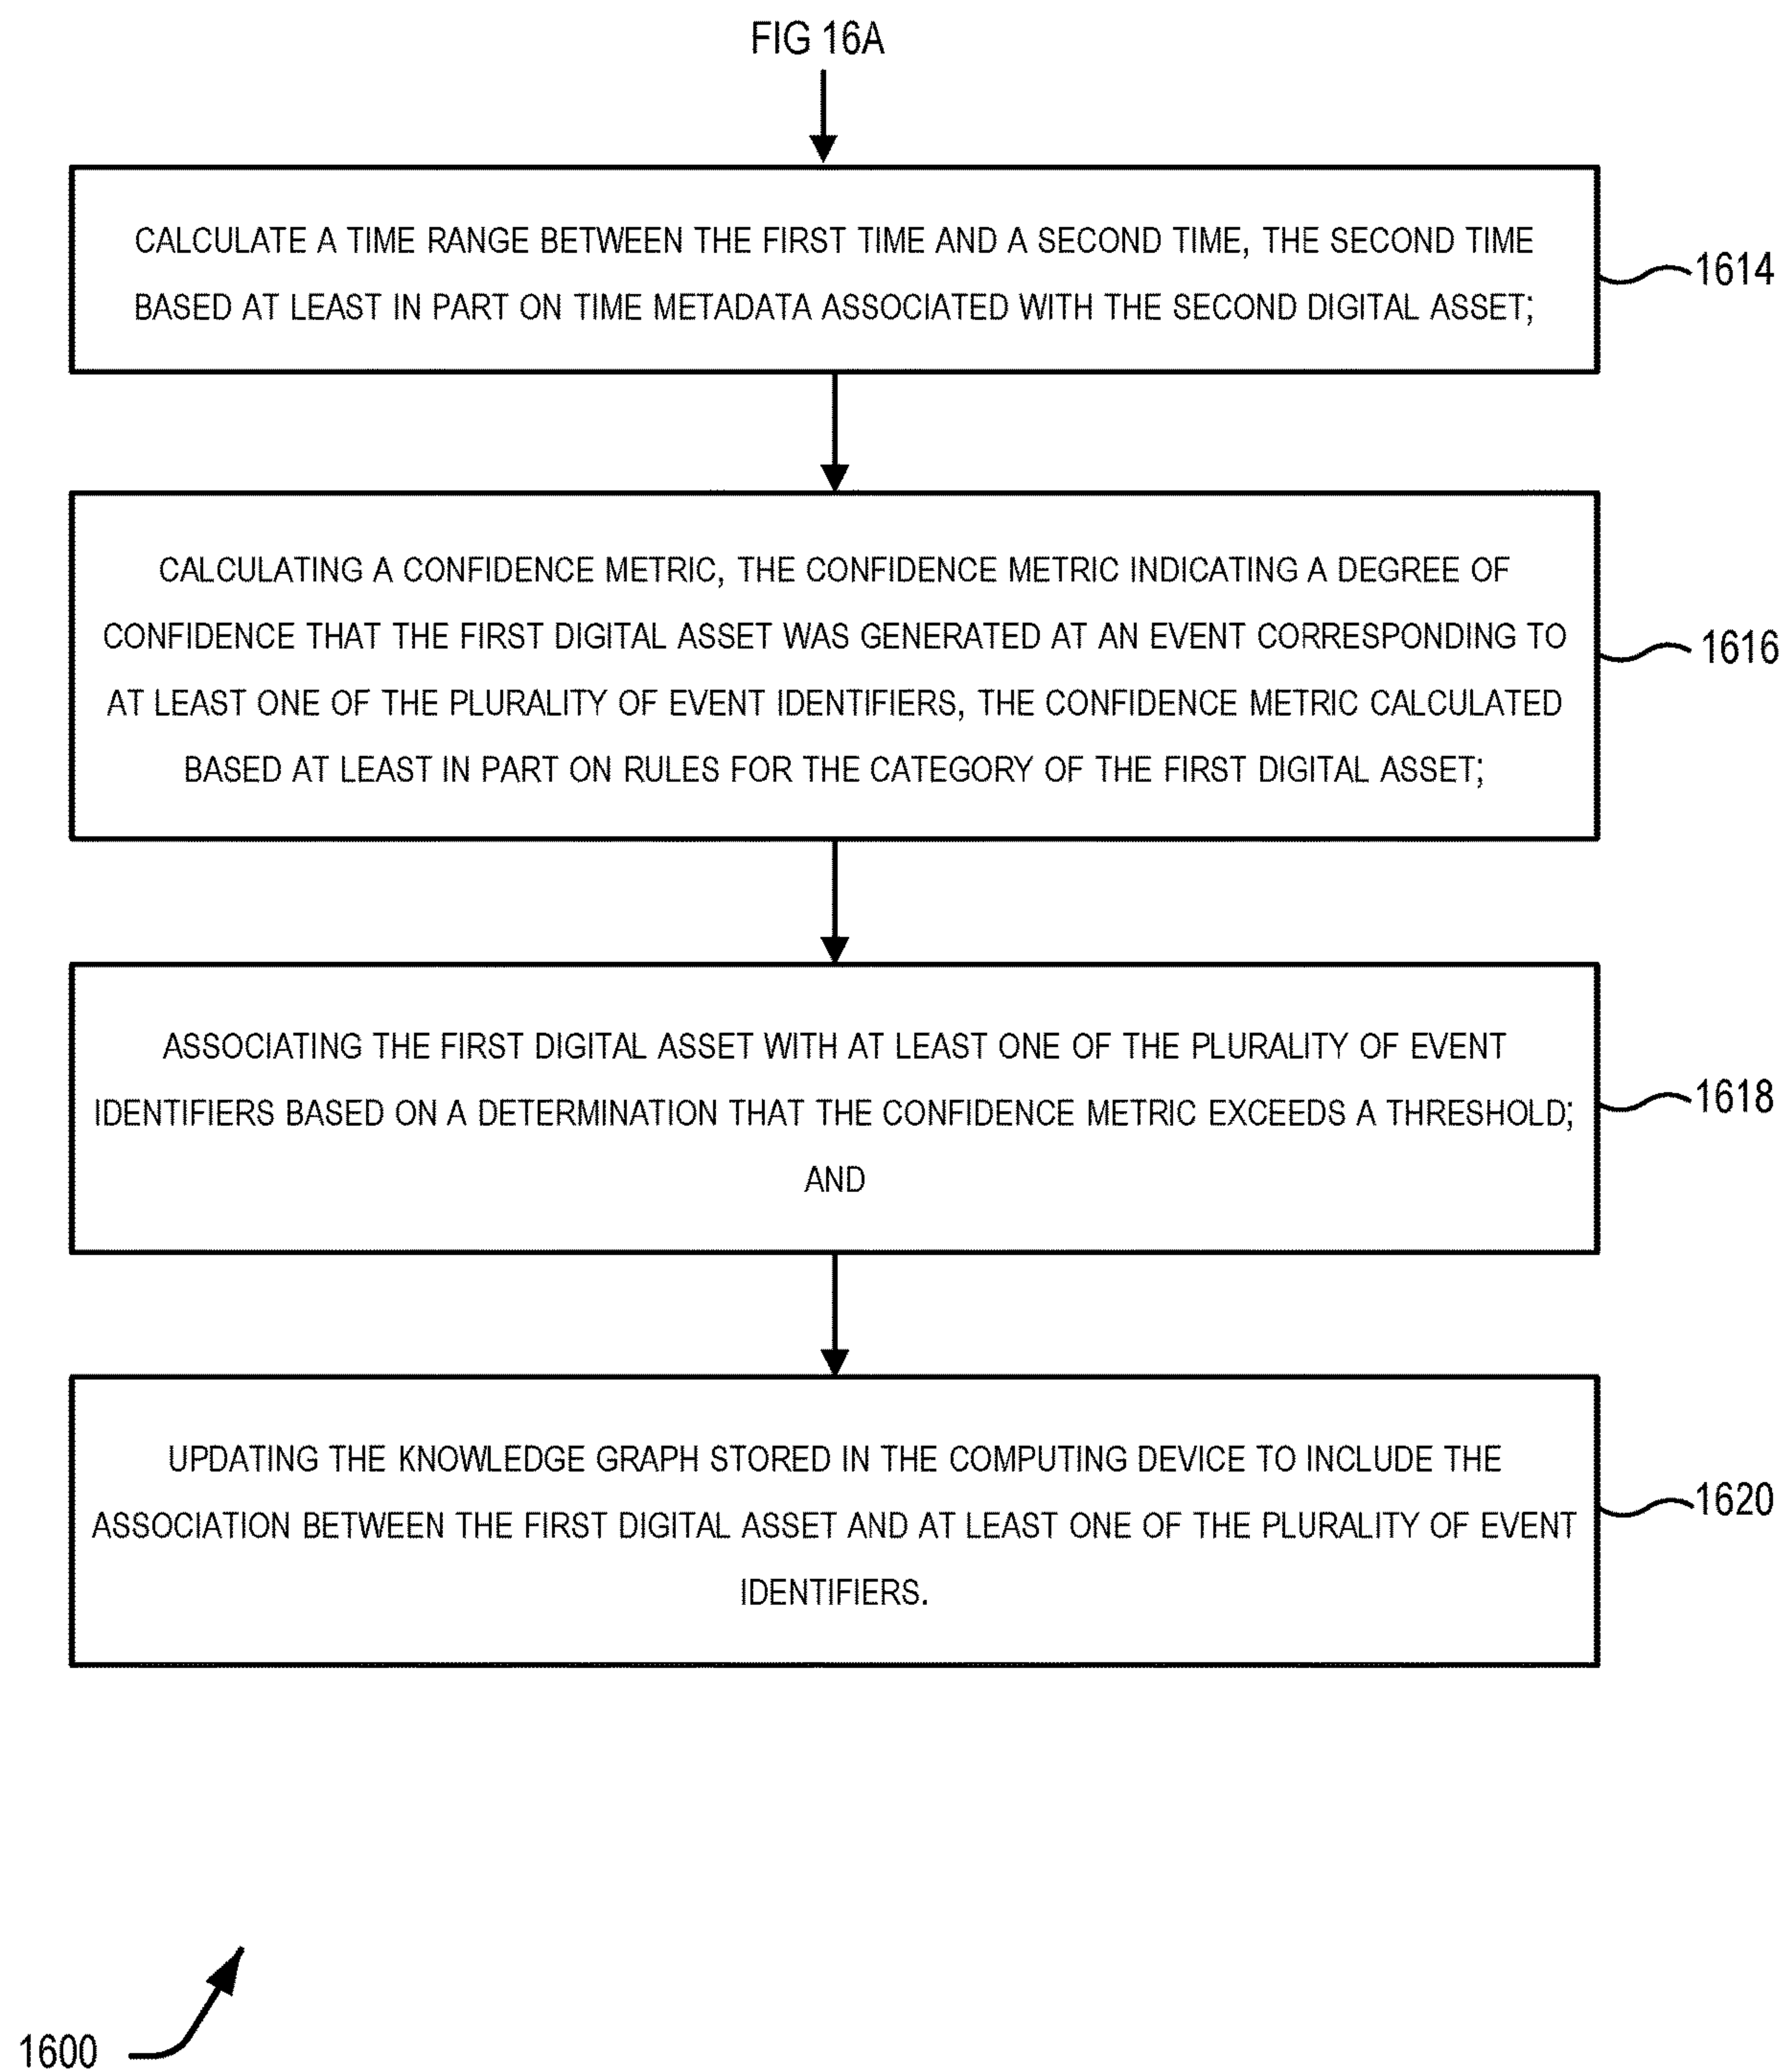 FIG 16A
CALCULATE A TIME RANGE BETWEEN THE FIRST TIME AND A SECOND TIME, THE SECOND TIME
BASED AT LEAST IN PART ON TIME METADATA ASSOCIATED WITH THE SECOND DIGITAL ASSET;
1614
CALCULATING A CONFIDENCE METRIC, THE CONFIDENCE METRIC INDICATING A DEGREE OF
CONFIDENCE THAT THE FIRST DIGITAL ASSET WAS GENERATED AT AN EVENT CORRESPONDING TO
AT LEAST ONE OF THE PLURALITY OF EVENT IDENTIFIERS, THE CONFIDENCE METRIC CALCULATED
BASED AT LEAST IN PART ON RULES FOR THE CATEGORY OF THE FIRST DIGITAL ASSET;
1616
ASSOCIATING THE FIRST DIGITAL ASSET WITH AT LEAST ONE OF THE PLURALITY OF EVENT
IDENTIFIERS BASED ON A DETERMINATION THAT THE CONFIDENCE METRIC EXCEEDS A THRESHOLD;
AND
1618
UPDATING THE KNOWLEDGE GRAPH STORED IN THE COMPUTING DEVICE TO INCLUDE THE
ASSOCIATION BETWEEN THE FIRST DIGITAL ASSET AND AT LEAST ONE OF THE PLURALITY OF EVENT
IDENTIFIERS.
1620
1600